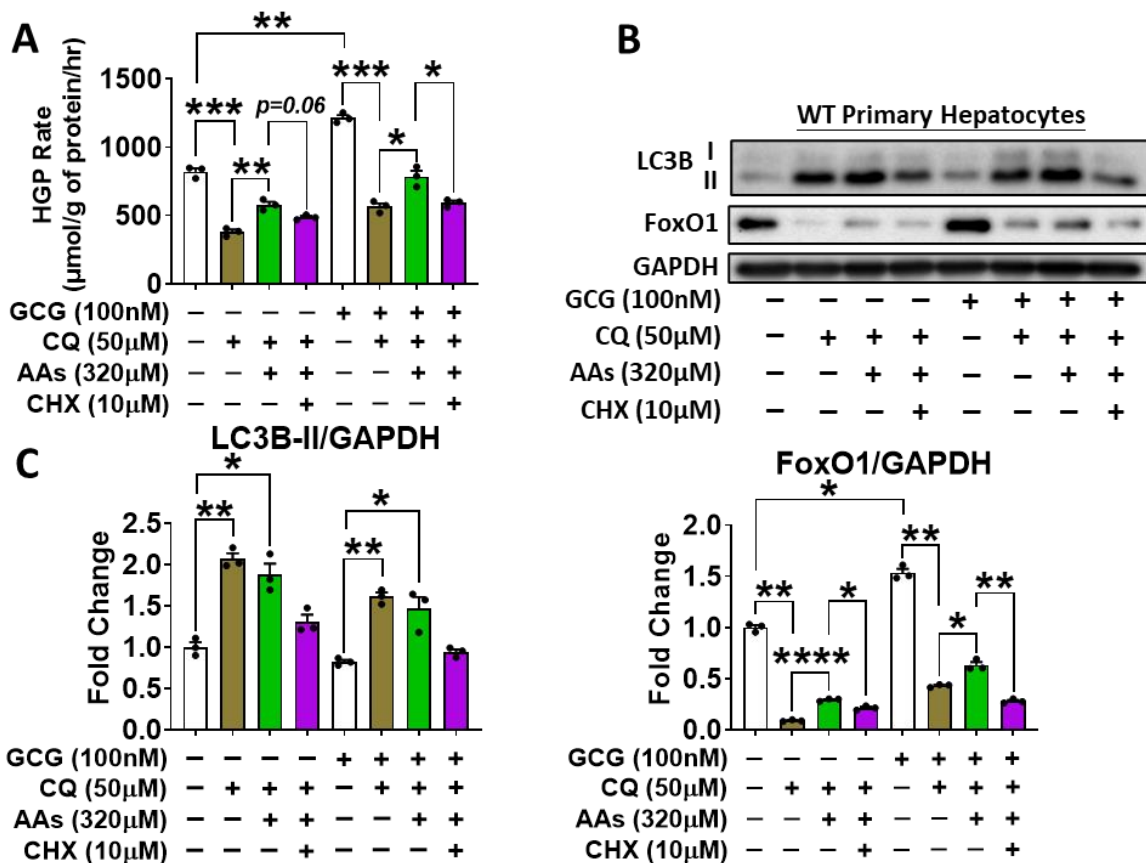 A
**
***
*
p=0.06
***
**
*
1500
1000
500
0
HGP Rate
(μmol/g of protein/hr)
GCG (100nM) – – – – + + + +
CQ (50μM) – + + + – + + +
AAs (320μM) – – + + – – + +
CHX (10μM) – – – + – – – +
B
WT Primary Hepatocytes
LC3B I
II
FoxO1
GAPDH
GCG (100nM) – – – – + + + +
CQ (50μM) – + + + – + + +
AAs (320μM) – – + + – – + +
CHX (10μM) – – – + – – – +
C
LC3B-II/GAPDH
*
**
*
**
2.5
2.0
1.5
1.0
0.5
0.0
Fold Change
GCG (100nM) – – – – + + + +
CQ (50μM) – + + + – + + +
AAs (320μM) – – + + – – + +
CHX (10μM) – – – + – – – +
FoxO1/GAPDH
*
**
**
*
**
*
****
2.0
1.5
1.0
0.5
0.0
Fold Change
GCG (100nM) – – – – + + + +
CQ (50μM) – + + + – + + +
AAs (320μM) – – + + – – + +
CHX (10μM) – – – + – – – +